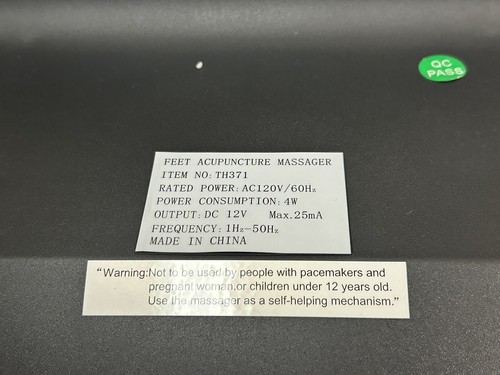 QC
PASS
FEET ACUPUNCTURE MASSAGER
ITEM NO:TH371
RATED POWER:AC120V/60Hz
POWER CONSUMPTION:4W
OUTPUT:DC 12V Max.25mA
FREQUENCY:1Hz-50Hz
MADE IN CHINA
“Warning:Not to be used by people with pacemakers and
pregnant woman,or children under 12 years old.
Use the massager as a self-helping mechanism.”